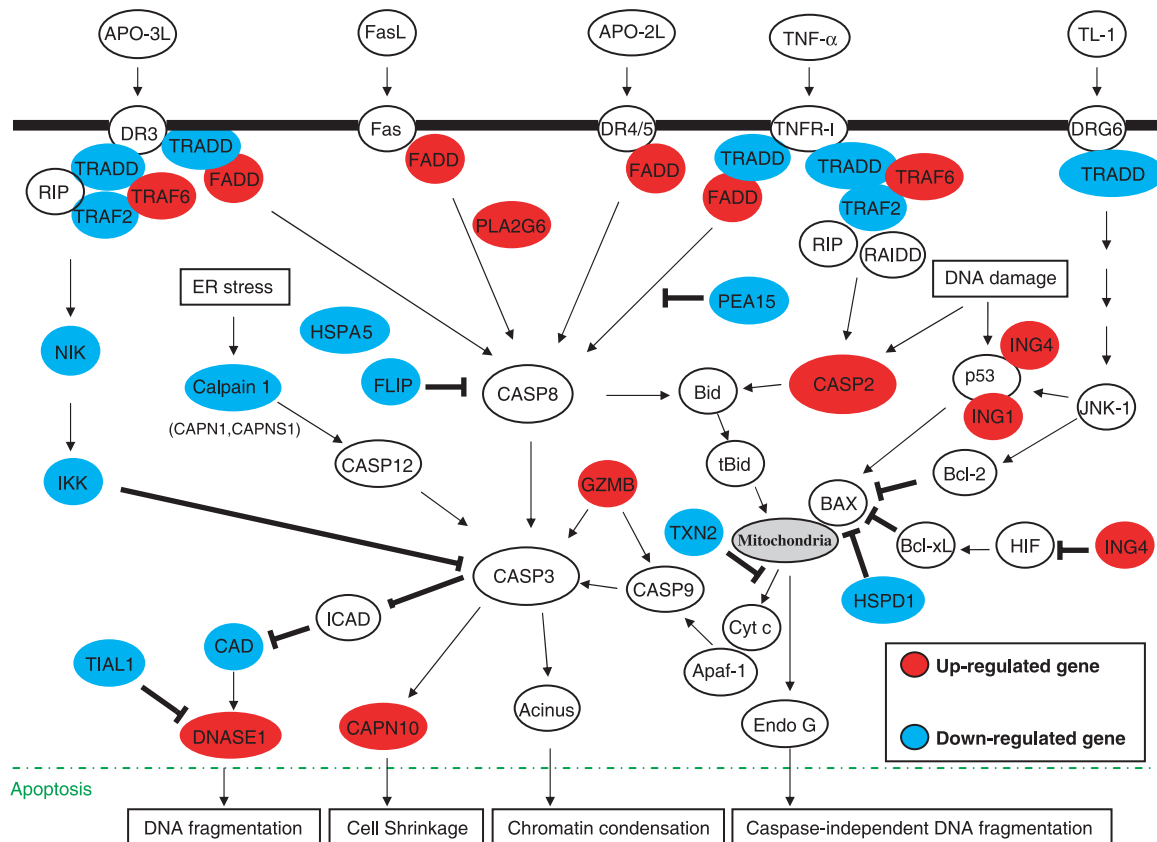 APO-3L
FasL
APO-2L
TNF-α
TL-1
DR3
Fas
DR4/5
TNFR-I
DRG6
TRADD
TRADD
RIP
TRAF6
FADD
TRAF2
FADD
FADD
TRADD
FADD
TRADD
TRAF6
TRAF2
RIP
RAIDD
TRADD
PLA2G6
ER stress
DNA damage
PEA15
HSPA5
NIK
Calpain 1
(CAPN1,CAPNS1)
FLIP
CASP8
Bid
CASP2
ING4
p53
ING1
JNK-1
CASP12
tBid
IKK
GZMB
BAX
Bcl-2
TXN2
Mitochondria
Bcl-xL
HIF
ING4
CASP3
CASP9
HSPD1
ICAD
CAD
Cyt c
Apaf-1
TIAL1
DNASE1
CAPN10
Acinus
Endo G
Up-regulated gene
Down-regulated gene
Apoptosis
DNA fragmentation
Cell Shrinkage
Chromatin condensation
Caspase-independent DNA fragmentation